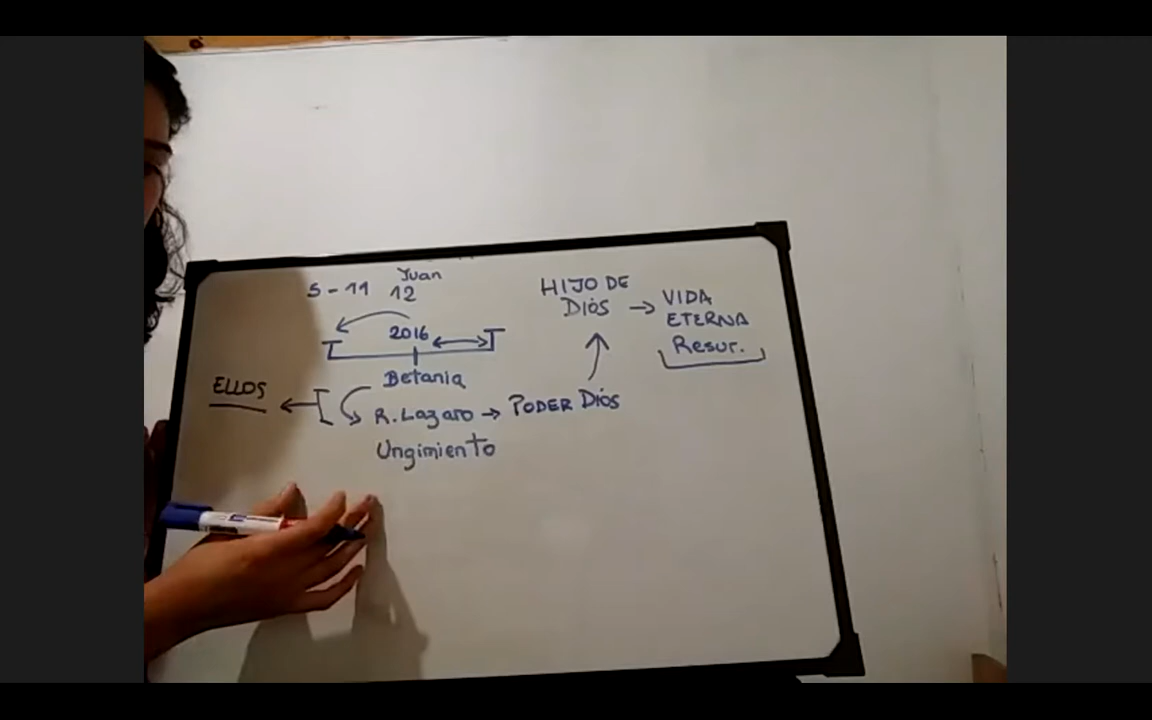 Juan
5-11 12
2016
Betania
ELLOS
R. Lazaro → PODER DIÓS
Ungimiento
HIJO DE
DIÓS → VIDA
ETERNA
Resur.